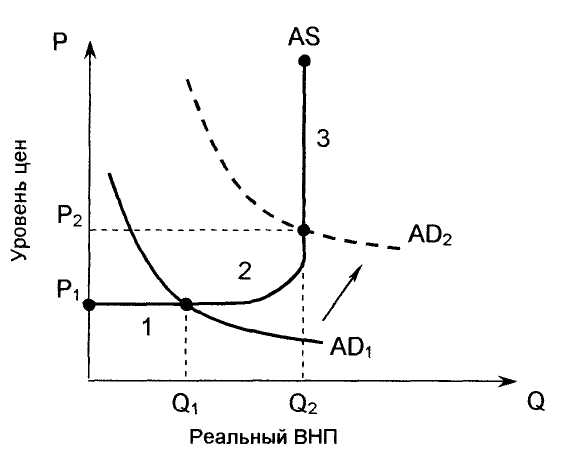 P
AS
3
Уровень цен
P₂
AD₂
2
P₁
1
AD₁
Q₁
Q₂
Q
Реальный ВНП